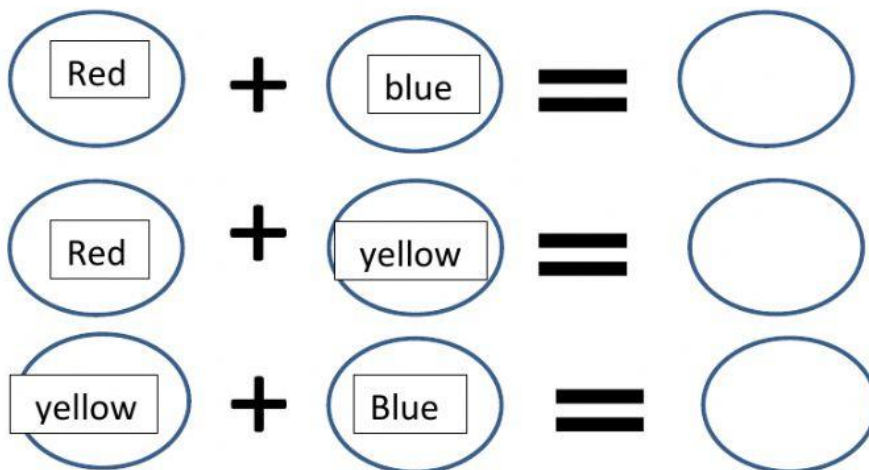 Red + blue =
Red + yellow =
yellow + Blue =